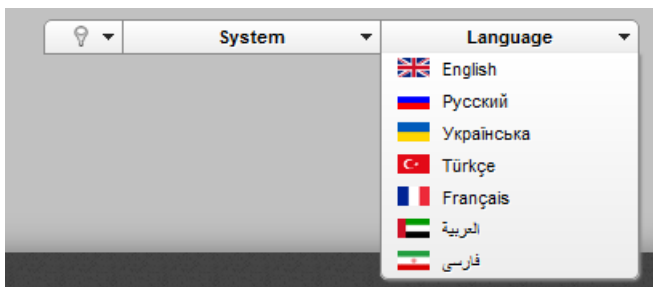 System
Language
English
Русский
Українська
Türkçe
Français
العربية
فارسی